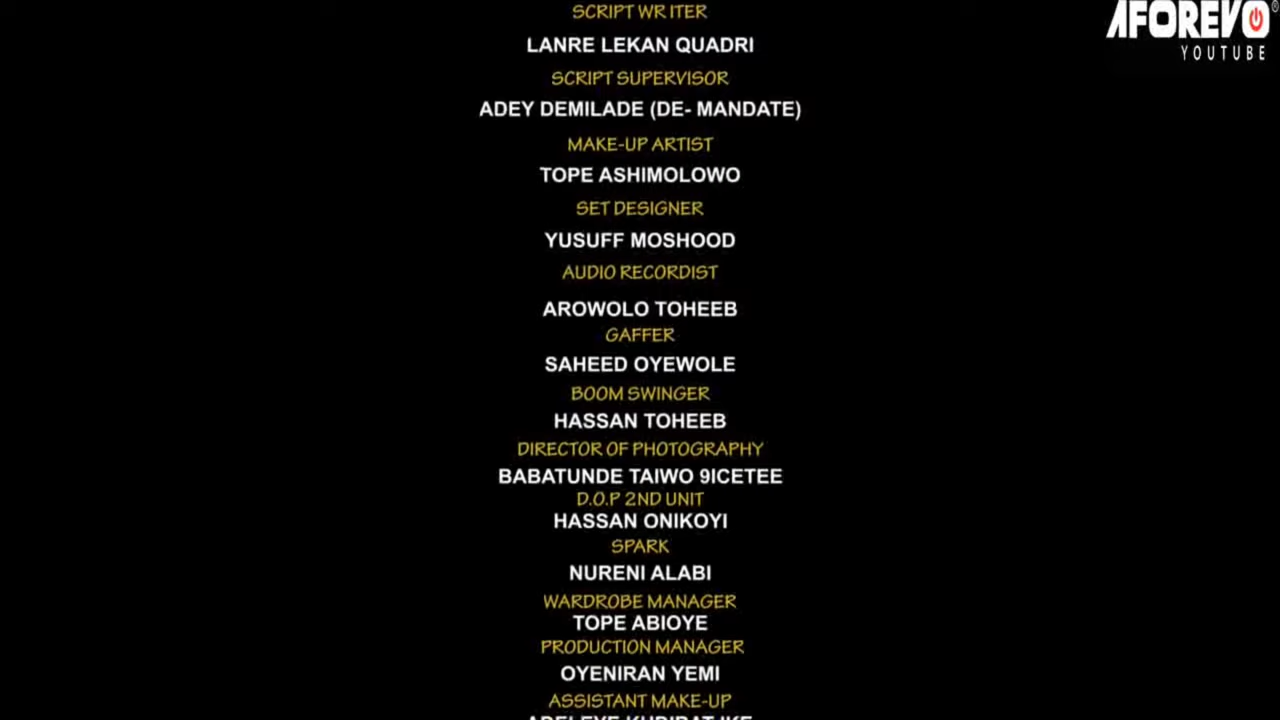 SCRIPT WR ITER
AFOREVO
YOUTUBE
LANRE LEKAN QUADRI
SCRIPT SUPERVISOR
ADEY DEMILADE (DE- MANDATE)
MAKE-UP ARTIST
TOPE ASHIMOLOWO
SET DESIGNER
YUSUFF MOSHOOD
AUDIO RECORDIST
AROWOLO TOHEEB
GAFFER
SAHEED OYEWOLE
BOOM SWINGER
HASSAN TOHEEB
DIRECTOR OF PHOTOGRAPHY
BABATUNDE TAIWO 9ICETEE
D.O.P 2ND UNIT
HASSAN ONIKOYI
SPARK
NURENI ALABI
WARDROBE MANAGER
TOPE ABIOYE
PRODUCTION MANAGER
OYENIRAN YEMI
ASSISTANT MAKE-UP